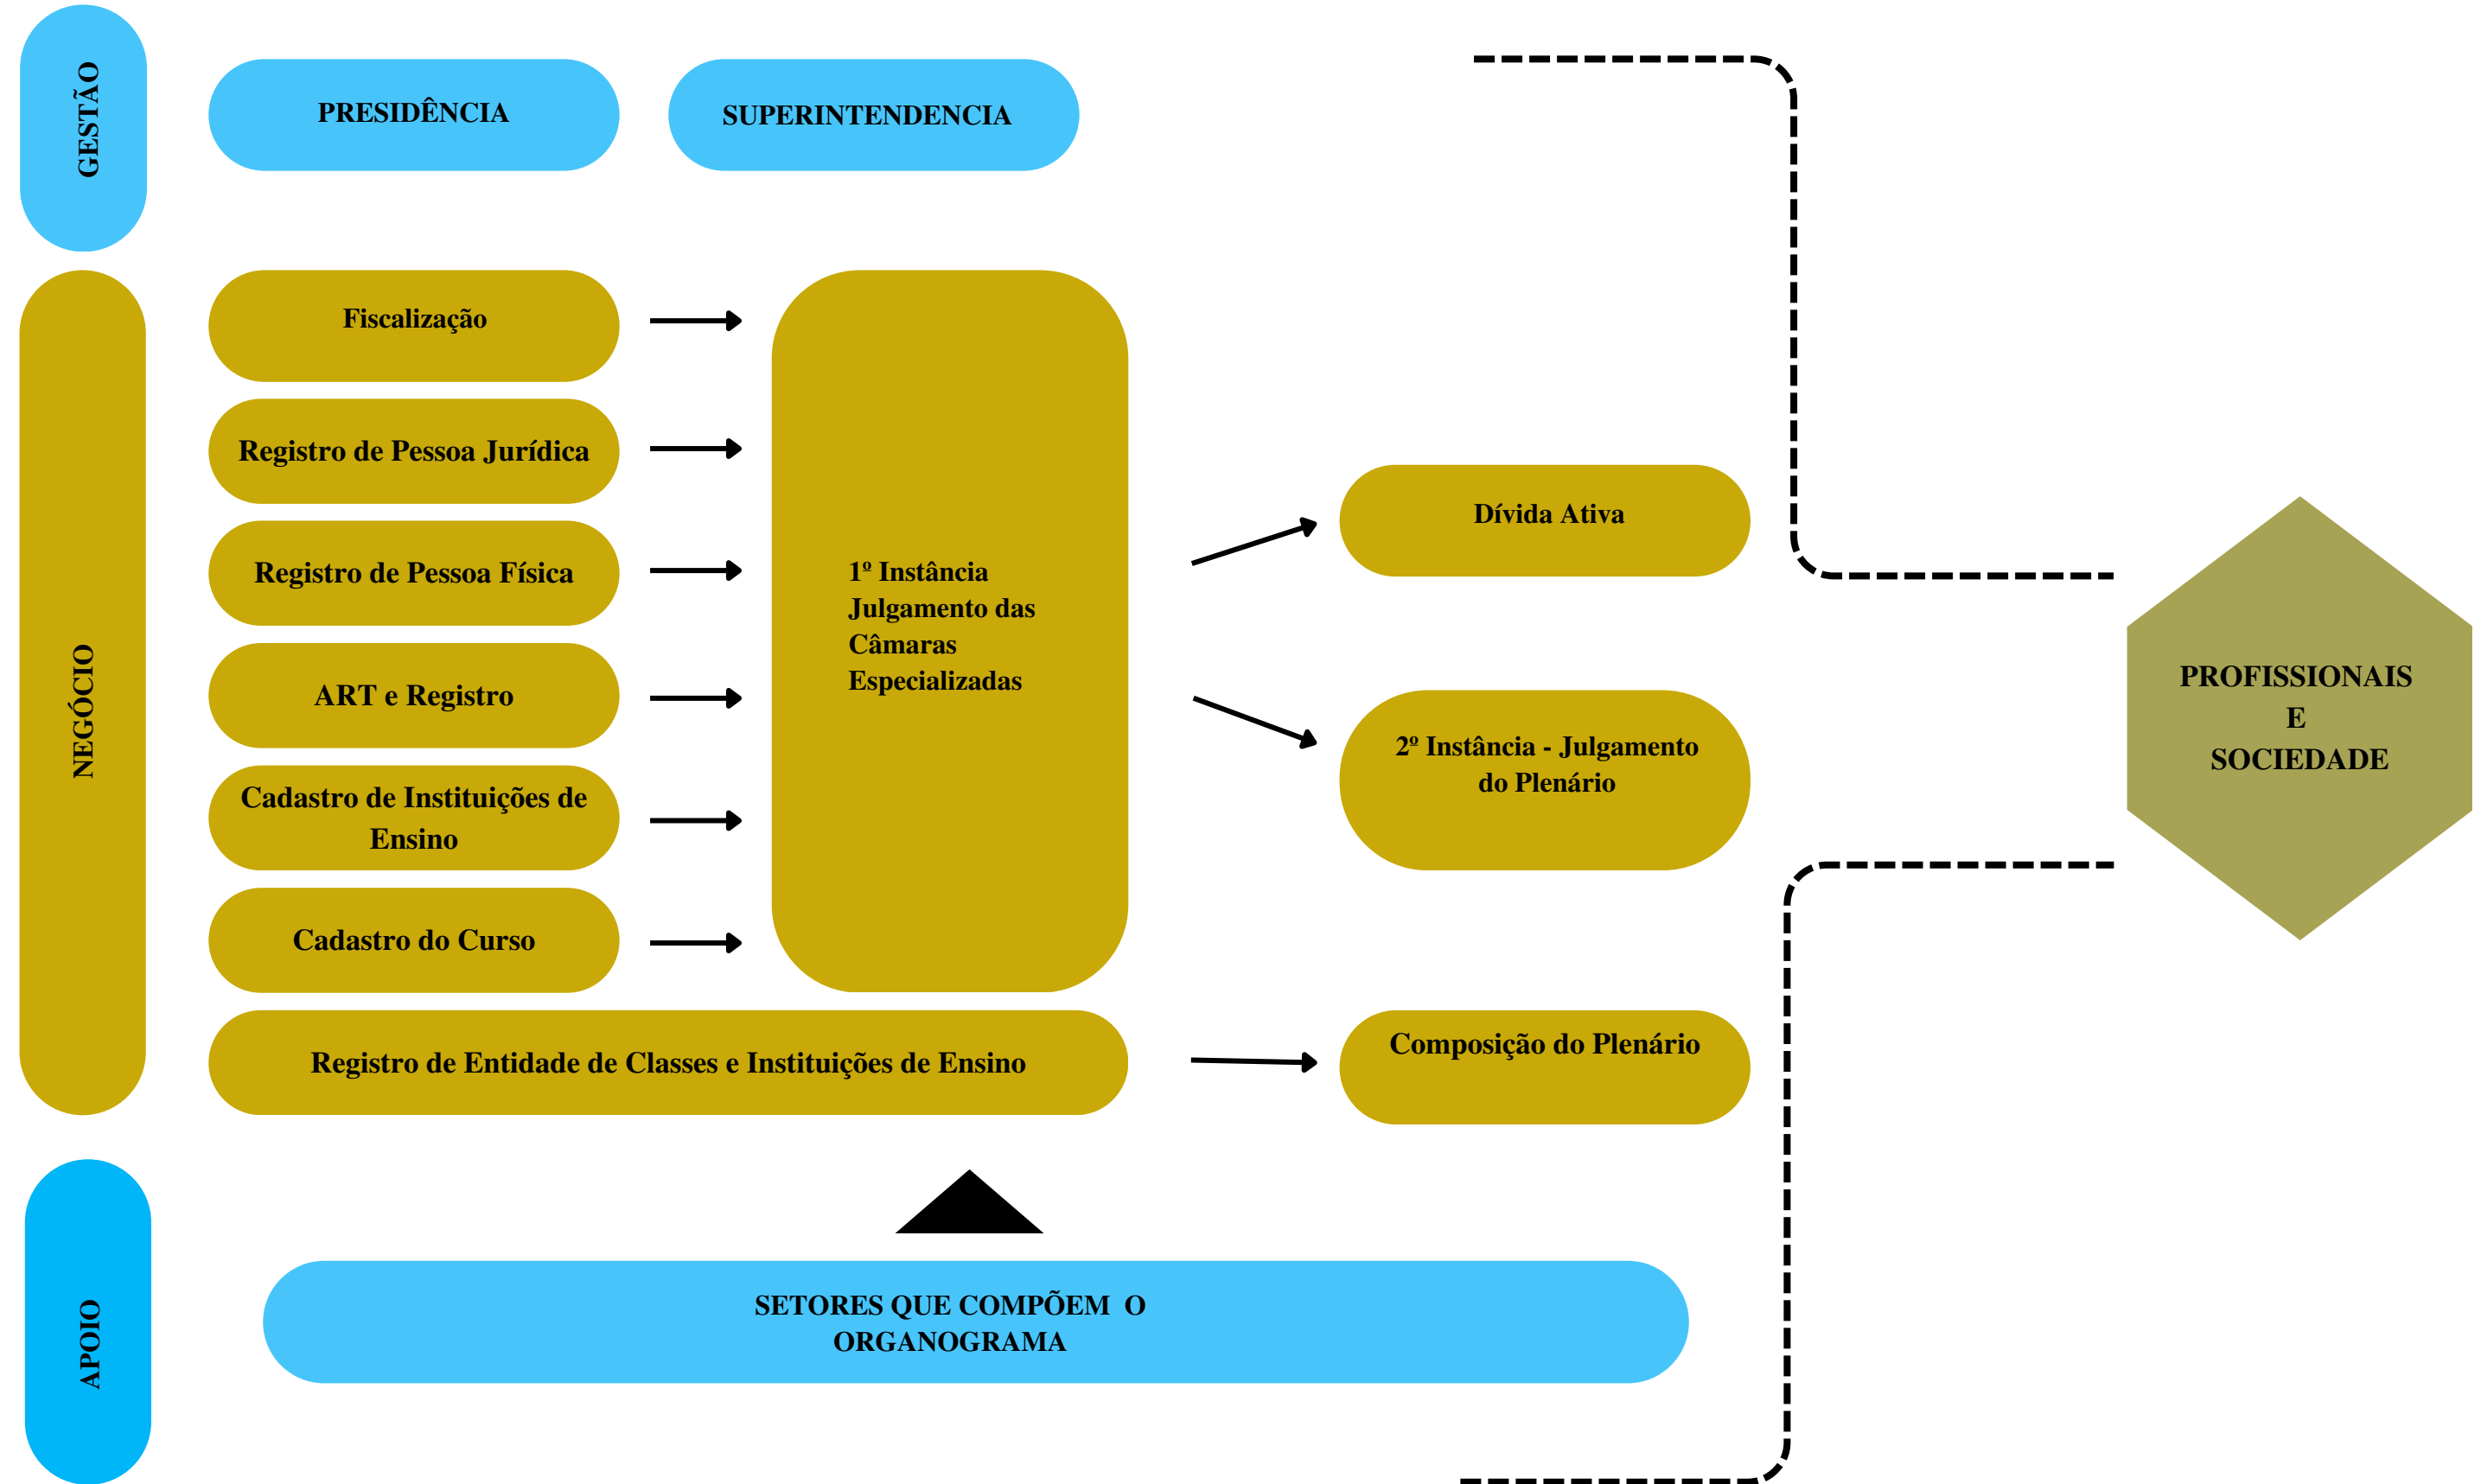 GESTÃO
PRESIDÊNCIA
SUPERINTENDENCIA
NEGÓCIO
Fiscalização
Registro de Pessoa Jurídica
Registro de Pessoa Física
ART e Registro
Cadastro de Instituições de
Ensino
Cadastro do Curso
1º Instância
Julgamento das
Câmaras
Especializadas
Dívida Ativa
2º Instância - Julgamento
do Plenário
Registro de Entidade de Classes e Instituições de Ensino
Composição do Plenário
PROFISSIONAIS
E
SOCIEDADE
APOIO
SETORES QUE COMPÕEM O
ORGANOGRAMA